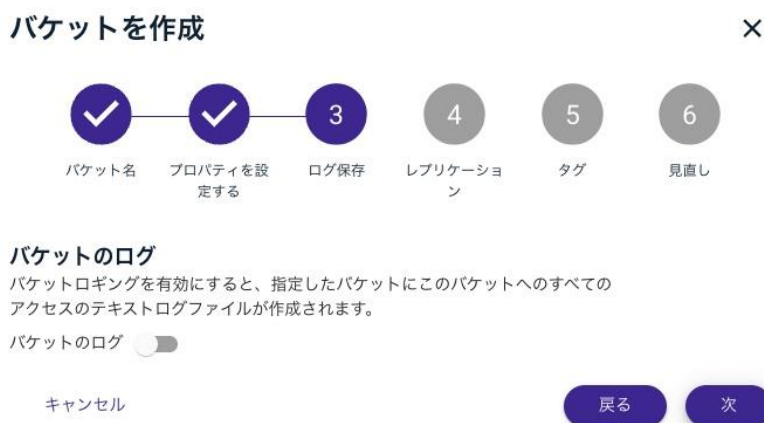 バケットを作成
3
4
5
6
バケット名
プロパティを設
定する
ログ保存
レプリケーショ
ン
タグ
見直し
バケットのログ
バケットロギングを有効にすると、指定したバケットにこのバケットへのすべての
アクセスのテキストログファイルが作成されます。
バケットのログ
キャンセル
戻る
次